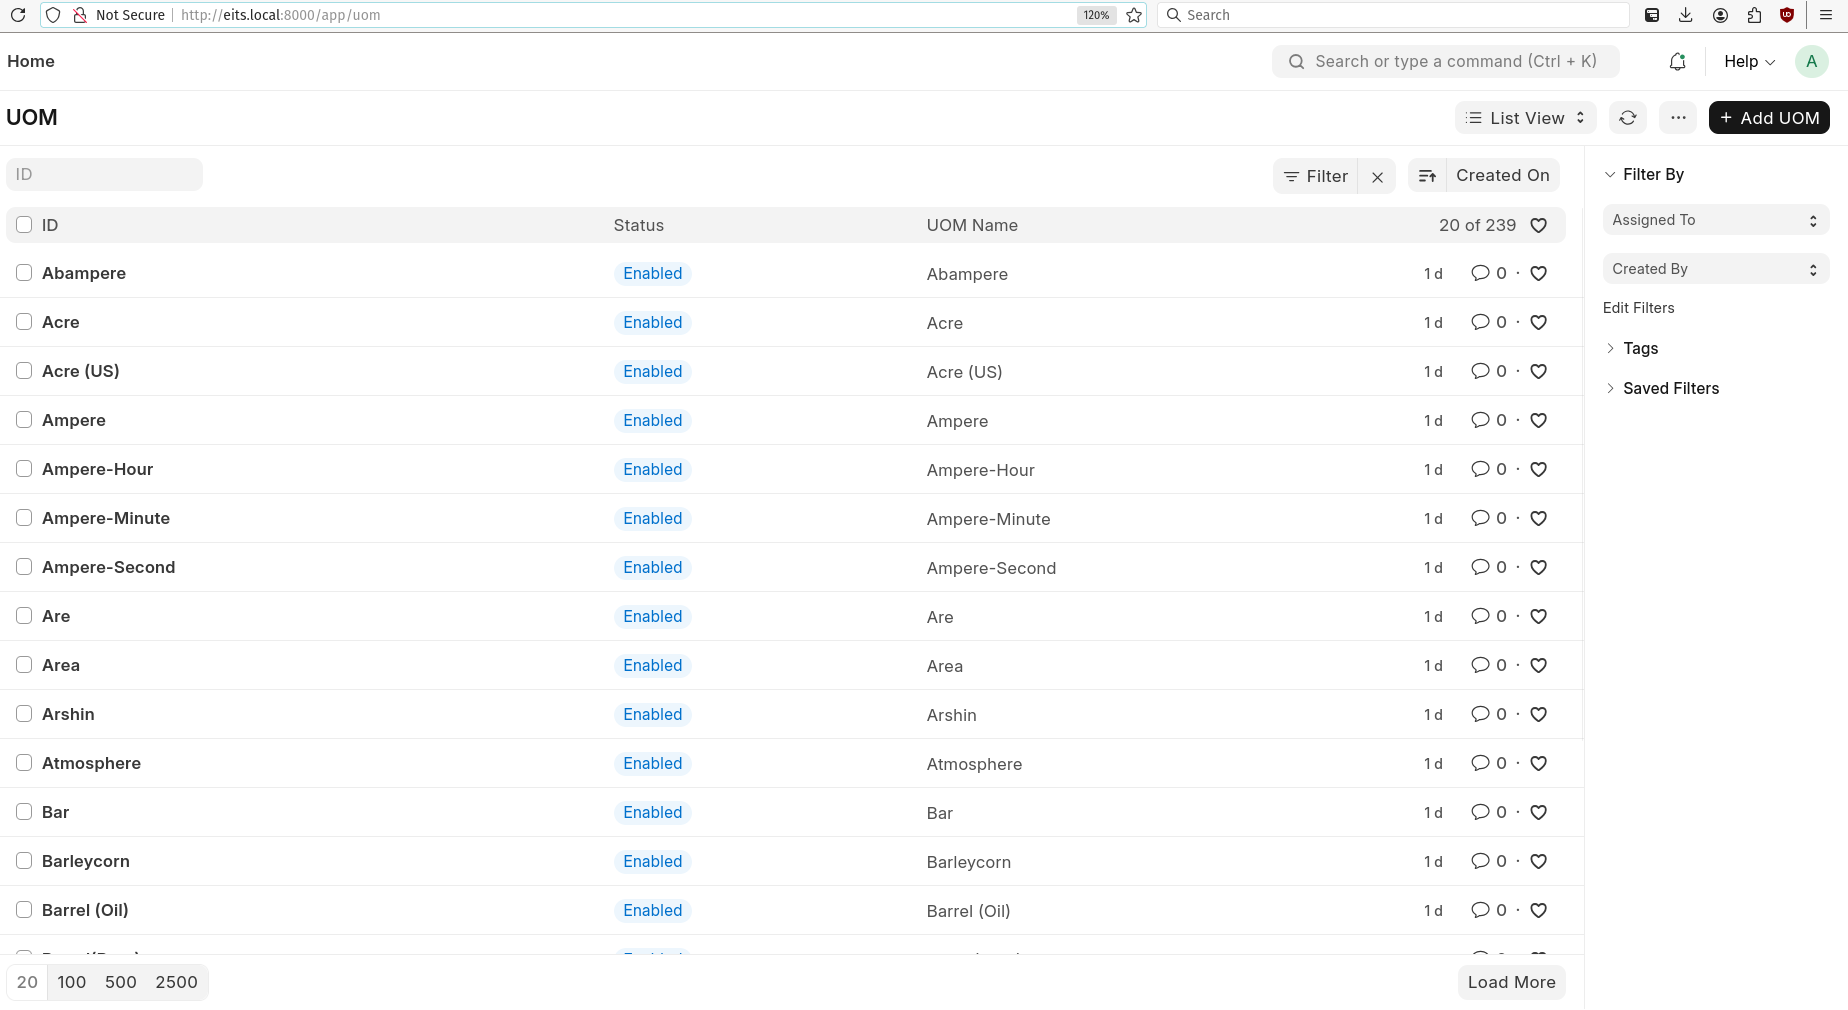 Not Secure http://eits.local:8000/app/uom 120% Search
Home Search or type a command (Ctrl + K) Help A
UOM List View ··· + Add UOM
ID Filter Created On Filter By
ID Status UOM Name 20 of 239 Assigned To
Abampere Enabled Abampere 1 d 0 · Created By
Edit Filters
Acre Enabled Acre 1 d 0 · Tags
Acre (US) Enabled Acre (US) 1 d 0 · Saved Filters
Ampere Enabled Ampere 1 d 0 ·
Ampere-Hour Enabled Ampere-Hour 1 d 0 ·
Ampere-Minute Enabled Ampere-Minute 1 d 0 ·
Ampere-Second Enabled Ampere-Second 1 d 0 ·
Are Enabled Are 1 d 0 ·
Area Enabled Area 1 d 0 ·
Arshin Enabled Arshin 1 d 0 ·
Atmosphere Enabled Atmosphere 1 d 0 ·
Bar Enabled Bar 1 d 0 ·
Barleycorn Enabled Barleycorn 1 d 0 ·
Barrel (Oil) Enabled Barrel (Oil) 1 d 0 ·
20 100 500 2500 Load More